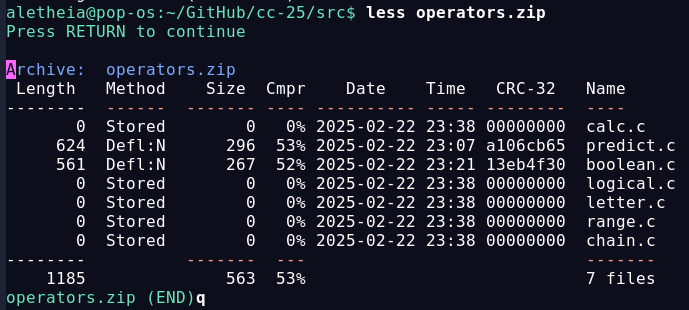 aletheia@pop-os:~/GitHub/cc-25/src$ less operators.zip
Press RETURN to continue
Archive:  operators.zip
 Length   Method    Size  Cmpr    Date    Time   CRC-32   Name
--------  ------  ------- ---- ---------- ----- --------  ----
       0  Stored        0   0% 2025-02-22 23:38 00000000  calc.c
     624  Defl:N      296  53% 2025-02-22 23:07 a106cb65  predict.c
     561  Defl:N      267  52% 2025-02-22 23:21 13eb4f30  boolean.c
       0  Stored        0   0% 2025-02-22 23:38 00000000  logical.c
       0  Stored        0   0% 2025-02-22 23:38 00000000  letter.c
       0  Stored        0   0% 2025-02-22 23:38 00000000  range.c
       0  Stored        0   0% 2025-02-22 23:38 00000000  chain.c
--------          -------  ---                            -------
    1185              563  53%                            7 files
operators.zip (END)q